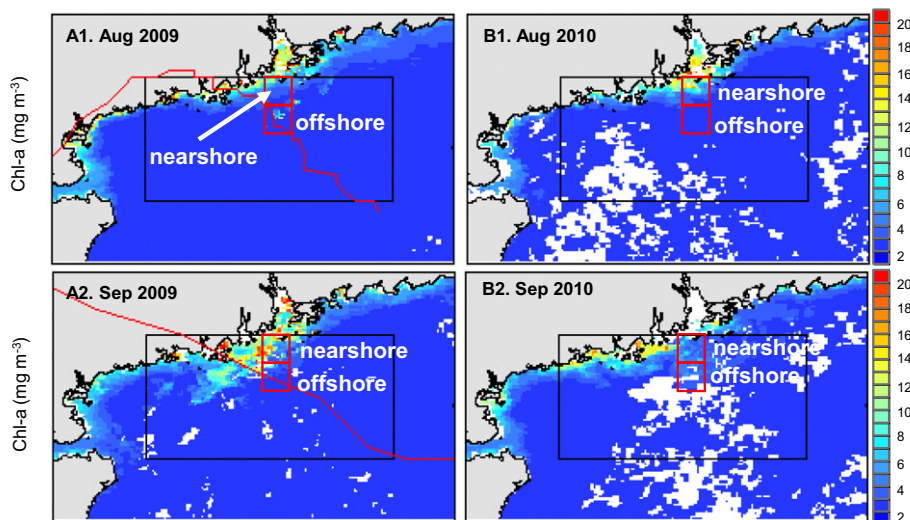 A1. Aug 2009
nearshore
offshore
Chl-a (mg m⁻³)
B1. Aug 2010
nearshore
offshore
20
18
16
14
12
10
8
6
4
2
A2. Sep 2009
nearshore
offshore
Chl-a (mg m⁻³)
B2. Sep 2010
nearshore
offshore
20
18
16
14
12
10
8
6
4
2